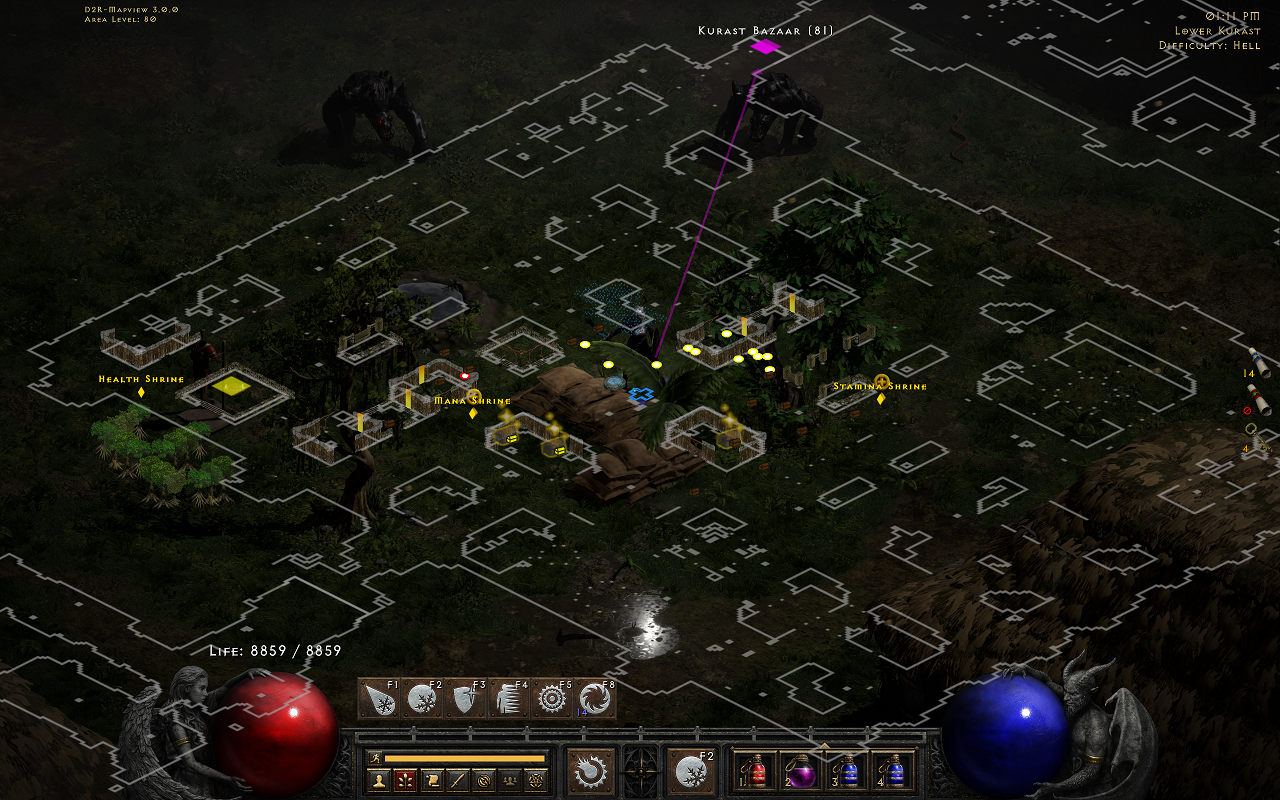 D2R-Mapview 3.0.0
Area Level: 80
Kurast Bazaar (81)
01:11 PM
Lower Kurast
Difficulty: Hell
Health Shrine
Mana Shrine
Stamina Shrine
14
0
4
Life: 8859 / 8859
F1 F2 F3 F4 F5 F8
14
F2
1 2 3 4